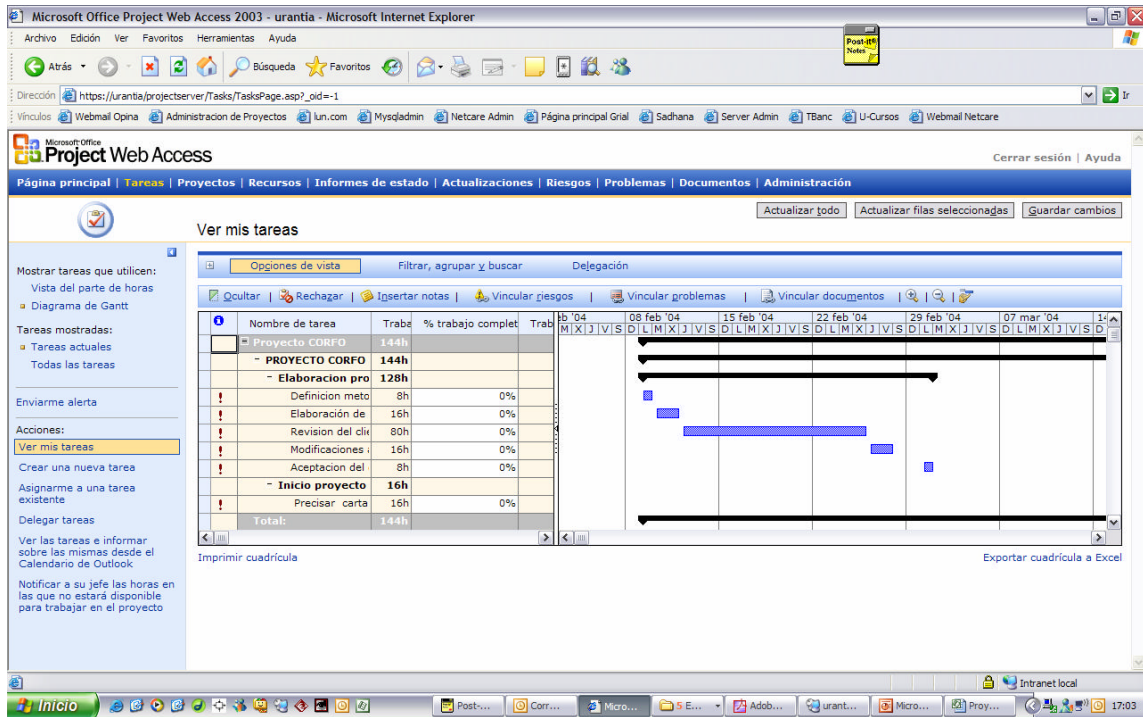 Microsoft Office Project Web Access 2003 - urantia - Microsoft Internet Explorer
Archivo Edición Ver Favoritos Herramientas Ayuda
Post-it® Notes
Atrás Búsqueda Favoritos
Dirección https://urantia/projectserver/Tasks/TasksPage.asp?_oid=-1 Ir
Vínculos Webmail Opina Administracion de Proyectos lun.com Mysqladmin Netcare Admin Página principal Grial Sadhana Server Admin TBanc U-Cursos Webmail Netcare
Microsoft Office
Project Web Access
Cerrar sesión | Ayuda
Página principal | Tareas | Proyectos | Recursos | Informes de estado | Actualizaciones | Riesgos | Problemas | Documentos | Administración
Actualizar todo Actualizar filas seleccionadas Guardar cambios
Ver mis tareas
Opciones de vista Filtrar, agrupar y buscar Delegación
Ocultar | Rechazar | Insertar notas | Vincular riesgos | Vincular problemas | Vincular documentos
Mostrar tareas que utilicen:
Vista del parte de horas
Diagrama de Gantt
Tareas mostradas:
Tareas actuales
Todas las tareas
Enviarme alerta
Acciones:
Ver mis tareas
Crear una nueva tarea
Asignarme a una tarea
existente
Delegar tareas
Ver las tareas e informar
sobre las mismas desde el
Calendario de Outlook
Notificar a su jefe las horas en
las que no estará disponible
para trabajar en el proyecto
Nombre de tarea Traba % trabajo complet Trab
eb '04 08 feb '04 15 feb '04 22 feb '04 29 feb '04 07 mar '04 14
M X J V S D L M X J V S D L M X J V S D L M X J V S D L M X J V S D L M X J V S D
Proyecto CORFO 144h
PROYECTO CORFO 144h
Elaboracion pro 128h
! Definicion meto 8h 0%
! Elaboración de 16h 0%
! Revision del clie 80h 0%
! Modificaciones 16h 0%
! Aceptacion del 8h 0%
Inicio proyecto 16h
! Precisar carta 16h 0%
Total: 144h
Imprimir cuadrícula Exportar cuadrícula a Excel
Intranet local
Inicio Post-... Corr... Micro... 5 E... Adob... urant... Micro... Proy... 17:03